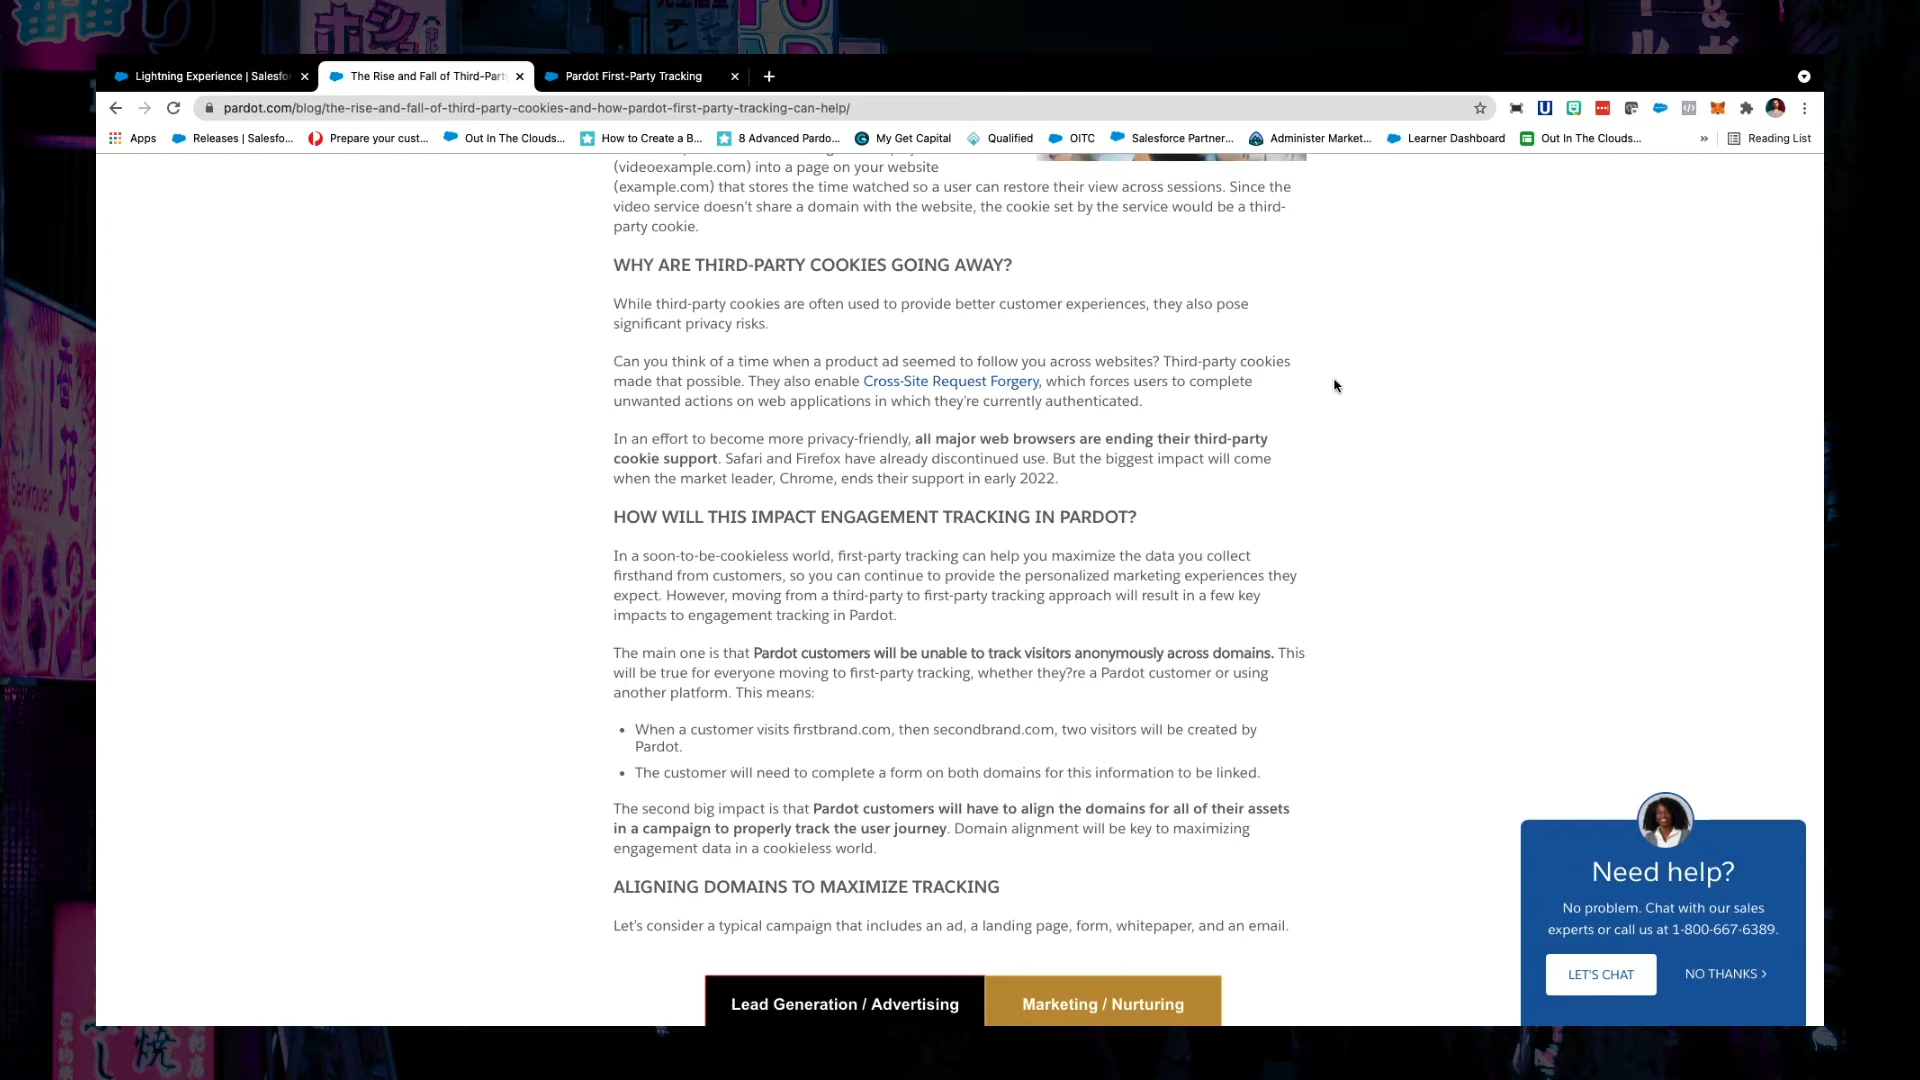 Lightning Experience | Salesfo
The Rise and Fall of Third-Part
Pardot First-Party Tracking
pardot.com/blog/the-rise-and-fall-of-third-party-cookies-and-how-pardot-first-party-tracking-can-help/
Apps
Releases | Salesfo...
Prepare your cust...
Out In The Clouds...
How to Create a B...
8 Advanced Pardo...
My Get Capital
Qualified
OITC
Salesforce Partner...
Administer Market...
Learner Dashboard
Out In The Clouds...
»
Reading List
(videoexample.com) into a page on your website
(example.com) that stores the time watched so a user can restore their view across sessions. Since the
video service doesn't share a domain with the website, the cookie set by the service would be a third-
party cookie.
WHY ARE THIRD-PARTY COOKIES GOING AWAY?
While third-party cookies are often used to provide better customer experiences, they also pose
significant privacy risks.
Can you think of a time when a product ad seemed to follow you across websites? Third-party cookies
made that possible. They also enable Cross-Site Request Forgery, which forces users to complete
unwanted actions on web applications in which they're currently authenticated.
In an effort to become more privacy-friendly, all major web browsers are ending their third-party
cookie support. Safari and Firefox have already discontinued use. But the biggest impact will come
when the market leader, Chrome, ends their support in early 2022.
HOW WILL THIS IMPACT ENGAGEMENT TRACKING IN PARDOT?
In a soon-to-be-cookieless world, first-party tracking can help you maximize the data you collect
firsthand from customers, so you can continue to provide the personalized marketing experiences they
expect. However, moving from a third-party to first-party tracking approach will result in a few key
impacts to engagement tracking in Pardot.
The main one is that Pardot customers will be unable to track visitors anonymously across domains. This
will be true for everyone moving to first-party tracking, whether they?re a Pardot customer or using
another platform. This means:
• When a customer visits firstbrand.com, then secondbrand.com, two visitors will be created by
Pardot.
• The customer will need to complete a form on both domains for this information to be linked.
The second big impact is that Pardot customers will have to align the domains for all of their assets
in a campaign to properly track the user journey. Domain alignment will be key to maximizing
engagement data in a cookieless world.
ALIGNING DOMAINS TO MAXIMIZE TRACKING
Let's consider a typical campaign that includes an ad, a landing page, form, whitepaper, and an email.
Lead Generation / Advertising
Marketing / Nurturing
Need help?
No problem. Chat with our sales
experts or call us at 1-800-667-6389.
LET'S CHAT
NO THANKS >